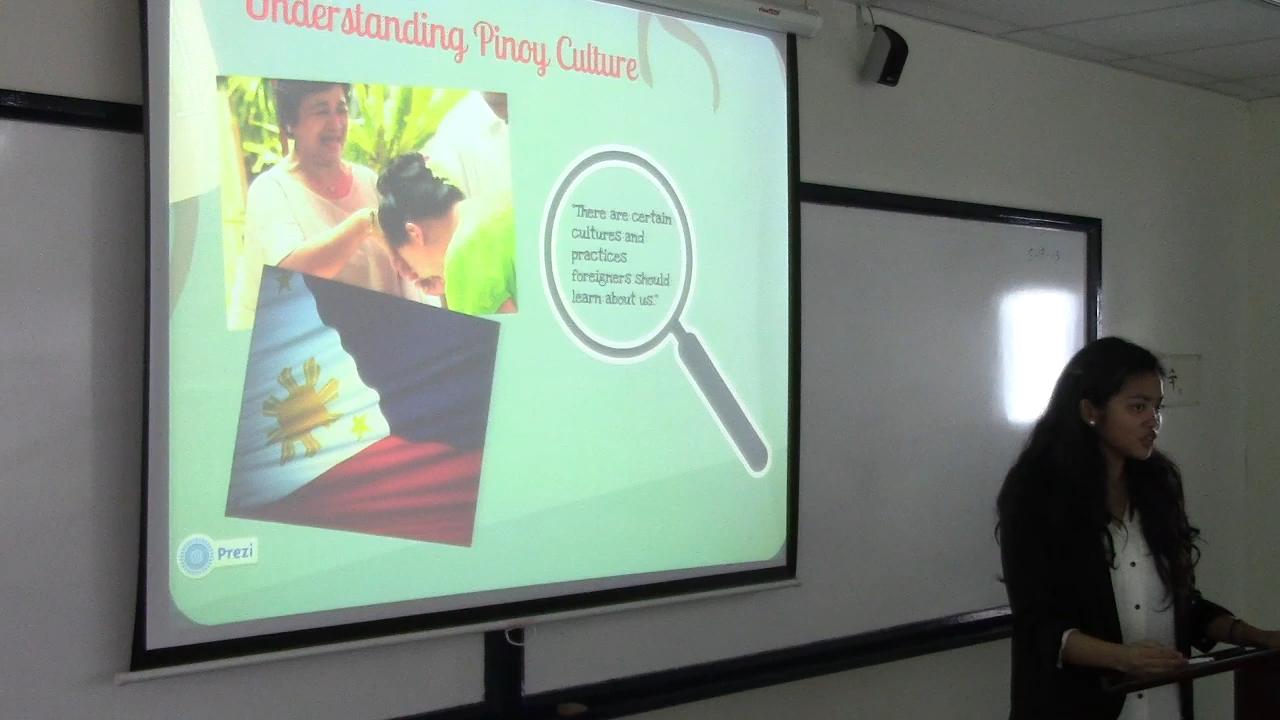 Understanding Pinoy Culture
"There are certain
cultures and
practices
foreigners should
learn about us."
Prezi